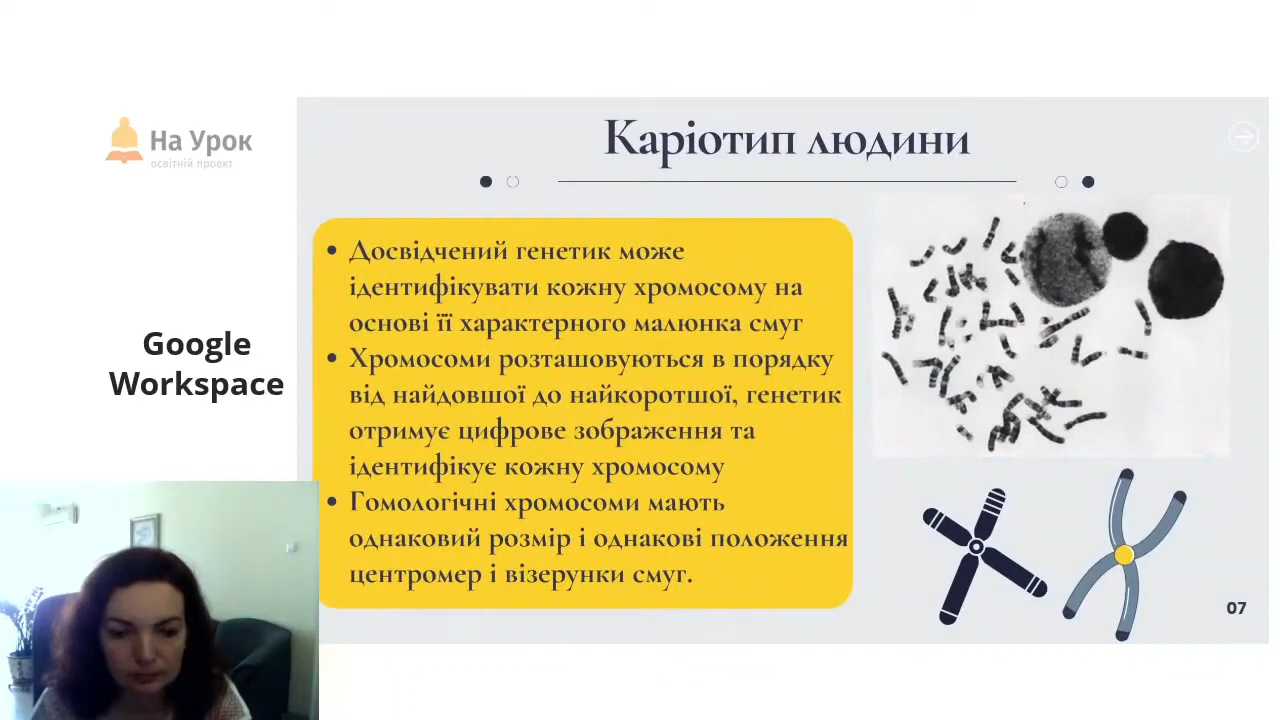 На Урок
освітній проект
Google
Workspace
Каріотип людини
• Досвідчений генетик може
ідентифікувати кожну хромосому на
основі її характерного малюнка смуг
• Хромосоми розташовуються в порядку
від найдовшої до найкоротшої, генетик
отримує цифрове зображення та
ідентифікує кожну хромосому
• Гомологічні хромосоми мають
однаковий розмір і однакові положення
центромер і візерунки смуг.
07